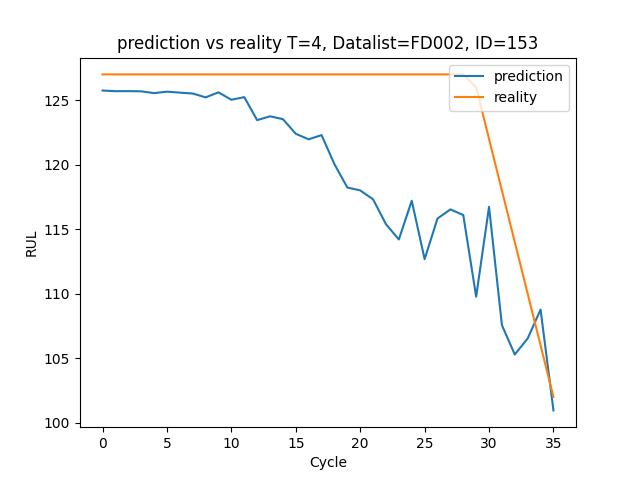 prediction vs reality T=4, Datalist=FD002, ID=153
prediction
reality
125
120
115
110
105
100
RUL
0 5 10 15 20 25 30 35
Cycle